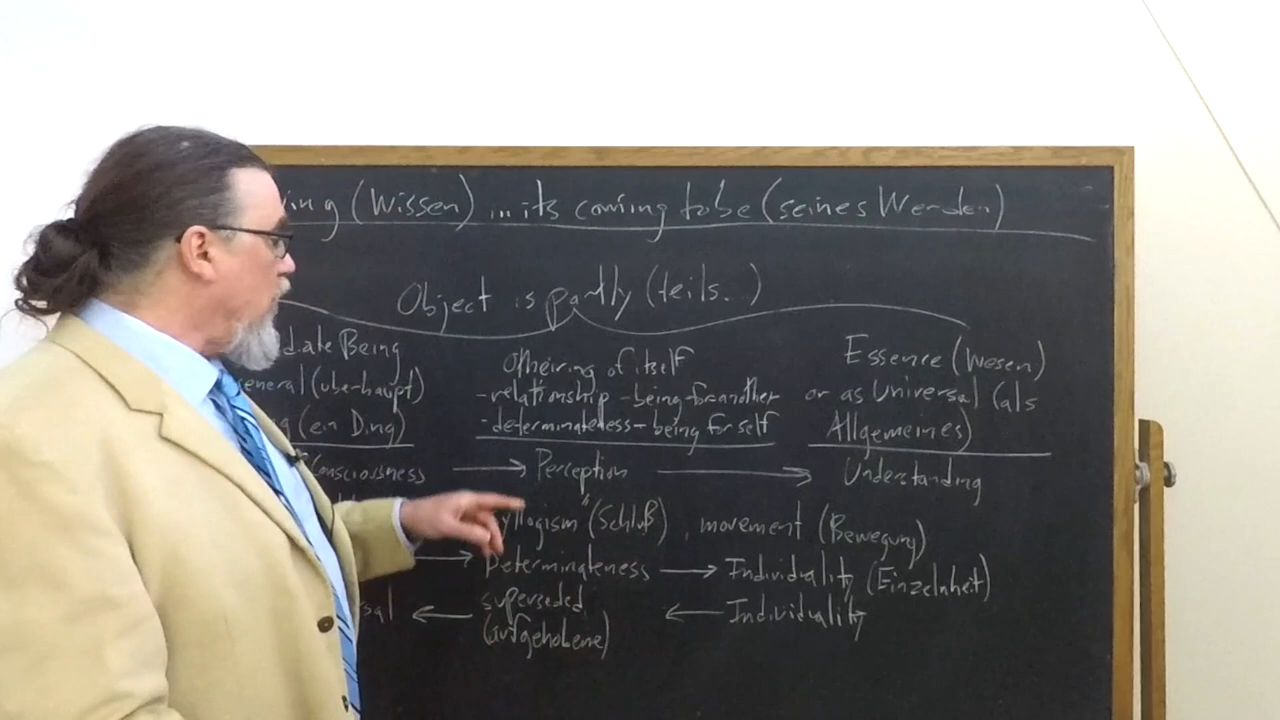 ing (Wissen) in its coming to be (seines Werden)
Object is partly (teils...)
diate Being
general (uberhaupt)
g (ein Ding)
Othering of itself
- relationship - being-for-another
- determinateness - being for self
Essence (Wesen)
or as Universal (als
Allgemeines)
Consciousness → Perception → Understanding
yllogism" (Schluß), movement (Bewegung)
→ Determinateness → Individuality (Einzelnheit)
sal ← superseded ← Individuality
(aufgehobene)